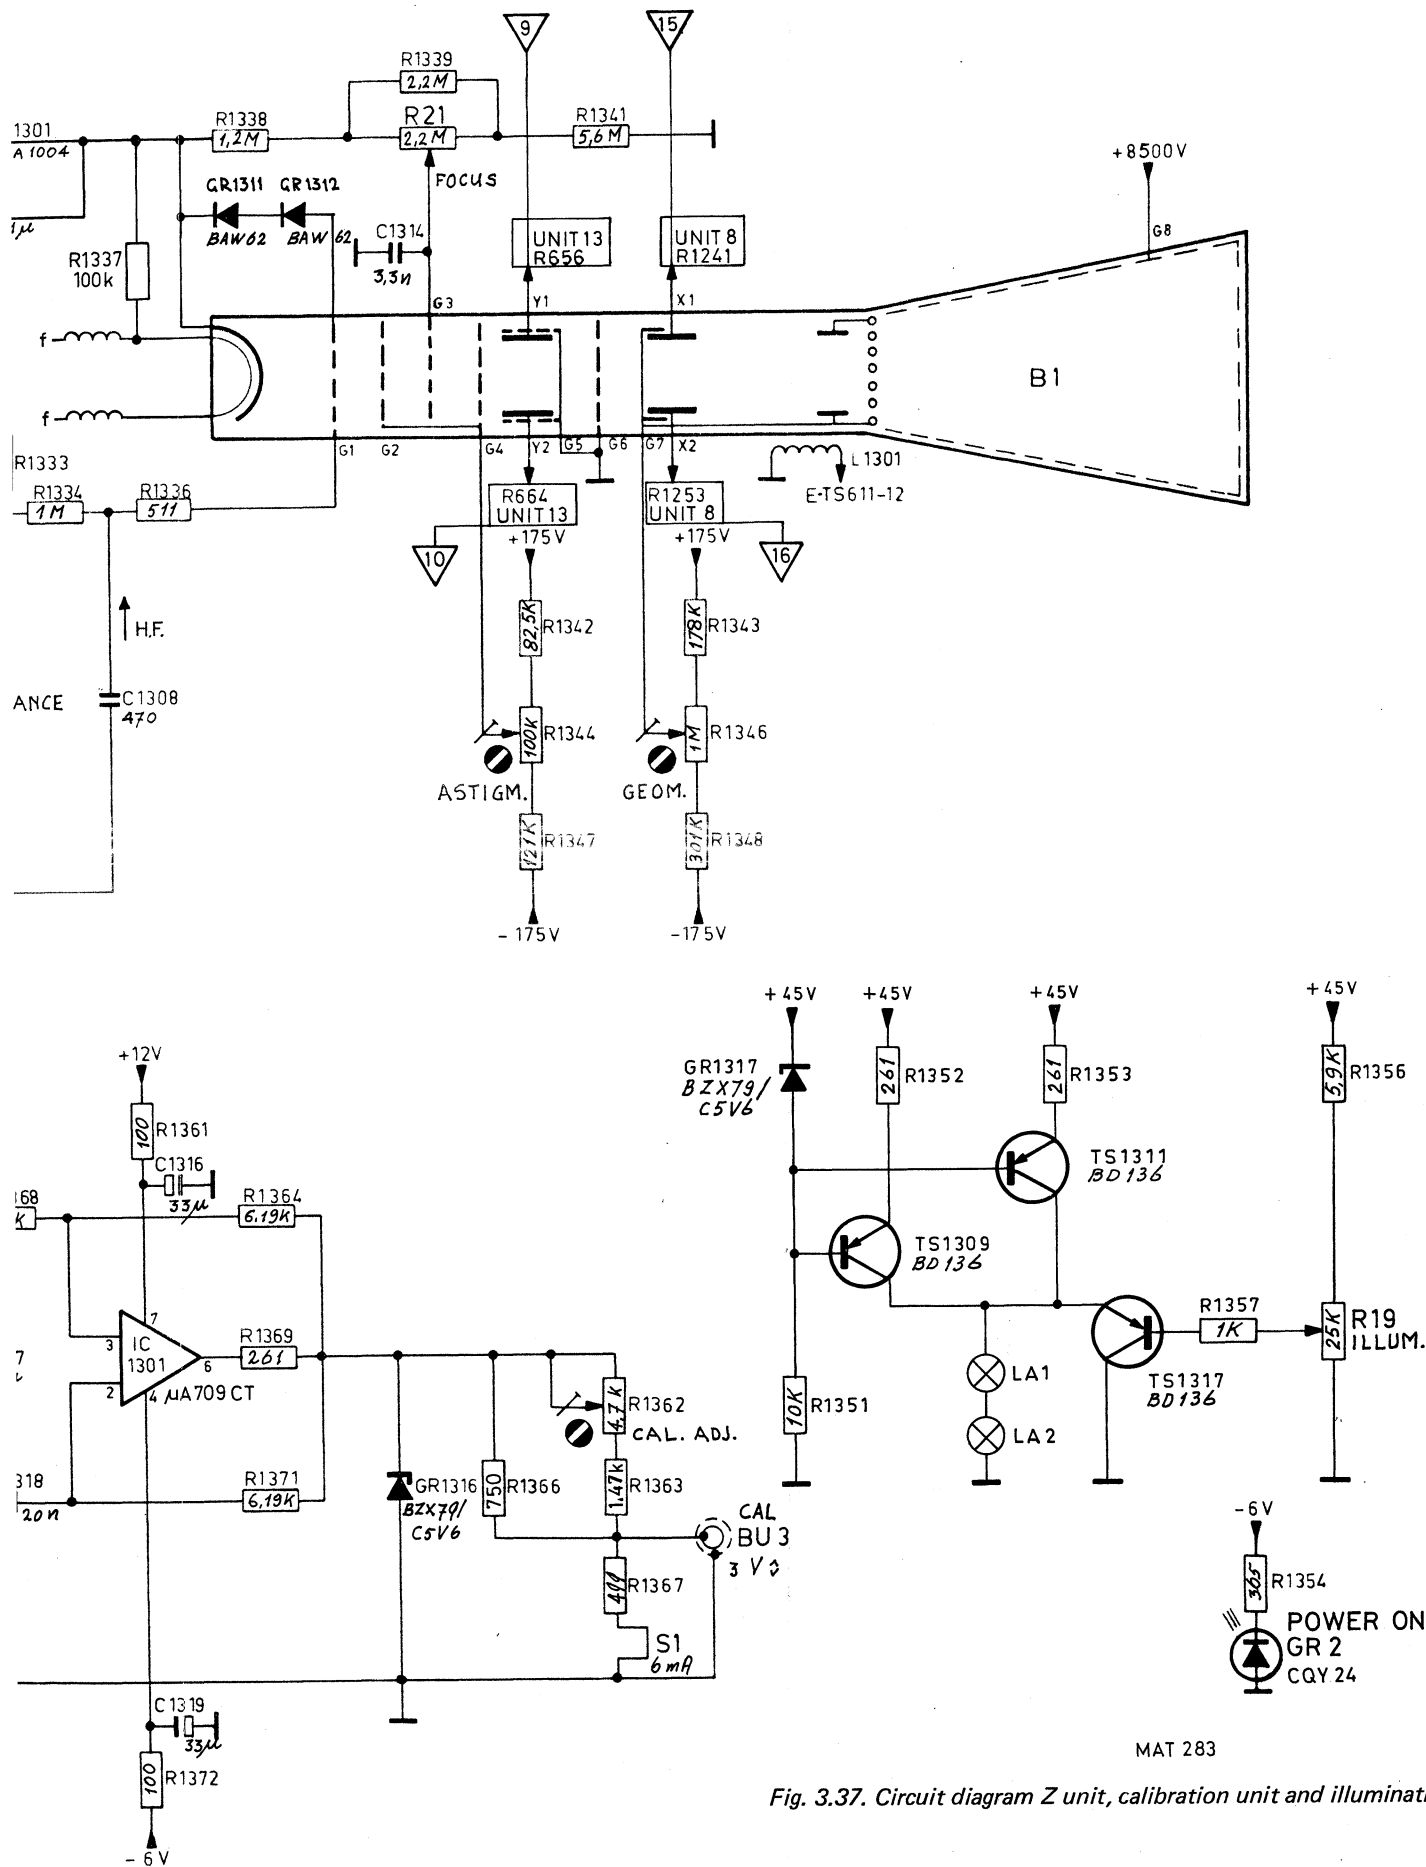 9
15
R1339
2,2M
1301
A 1004
R1338
1,2M
R21
2,2M
R1341
5,6M
+8500V
FOCUS
GR1311
GR1312
BAW62
BAW 62
1µ
C1314
3,3n
UNIT 13
R656
UNIT 8
R1241
G8
R1337
100k
G3
Y1
X1
f
B1
f
G1
G2
G4
Y2
G5
G6
G7
X2
L1301
E-TS611-12
R1333
R1334
1M
R1336
511
R664
UNIT 13
R1253
UNIT 8
+175V
+175V
10
16
H.F.
82,5K
R1342
178K
R1343
ANCE
C1308
470
100K
R1344
1M
R1346
ASTIGM.
GEOM.
121K
R1347
301K
R1348
- 175V
-175V
+45V
+45V
+45V
+45V
+12V
GR1317
BZX79/
C5V6
261
R1352
261
R1353
5,9K
R1356
100
R1361
C1316
33µ
TS1311
BD136
168
K
R1364
6,19K
TS1309
BD136
7
3
IC
1301
6
2
4
µA709CT
R1369
261
R1357
1K
25K
R19
ILLUM.
7
LA1
TS1317
BD136
4,7k
R1362
CAL. ADJ.
10K
R1351
LA2
318
20n
R1371
6,19K
GR1316
BZX79/
C5V6
750
R1366
1.47k
R1363
CAL
BU 3
3 V
-6V
499
R1367
365
R1354
S1
6mA
POWER ON
GR 2
CQY 24
C1319
33µ
100
R1372
- 6V
MAT 283
Fig. 3.37. Circuit diagram Z unit, calibration unit and illuminati